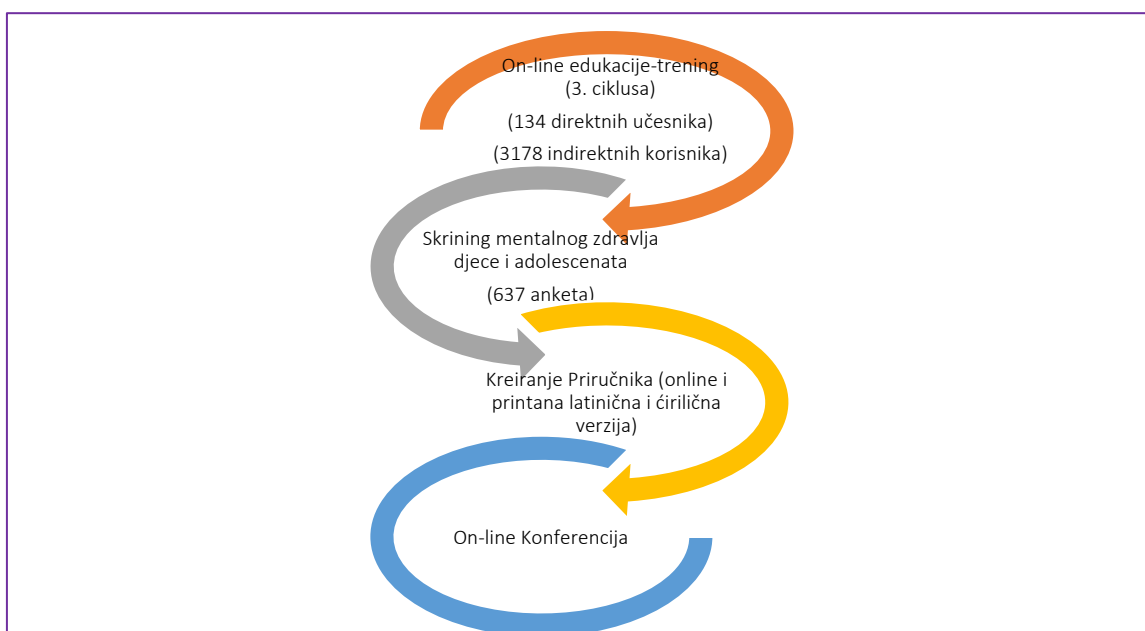 On-line edukacije-trening
(3. ciklusa)
(134 direktnih učesnika)
(3178 indirektnih korisnika)
Skrining mentalnog zdravlja
djece i adolescenata
(637 anketa)
Kreiranje Priručnika (online i
printana latinična i ćirilična
verzija)
On-line Konferencija